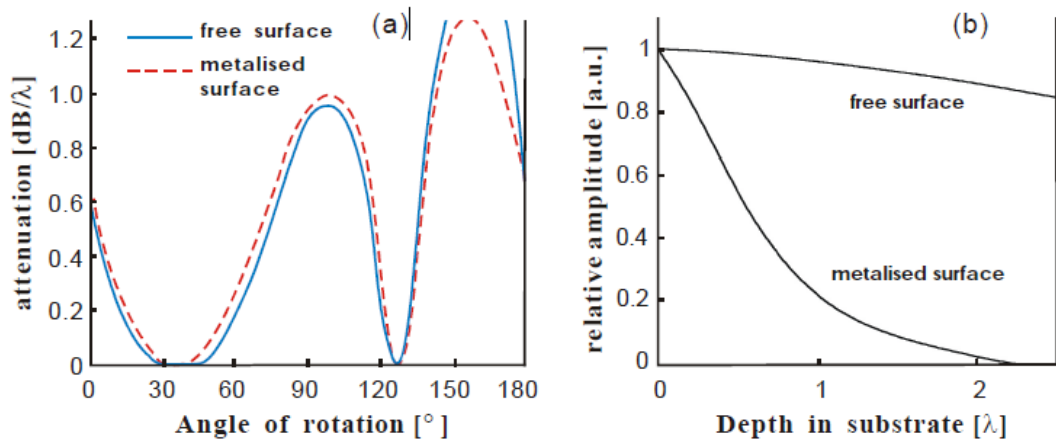 (a)
free surface
metalised
surface
attenuation [dB/λ]
1.2
1.0
0.8
0.6
0.4
0.2
0
0 30 60 90 120 150 180
Angle of rotation [°]
(b)
free surface
metalised surface
relative amplitude [a.u.]
1
0.8
0.6
0.4
0.2
0
0 1 2
Depth in substrate [λ]